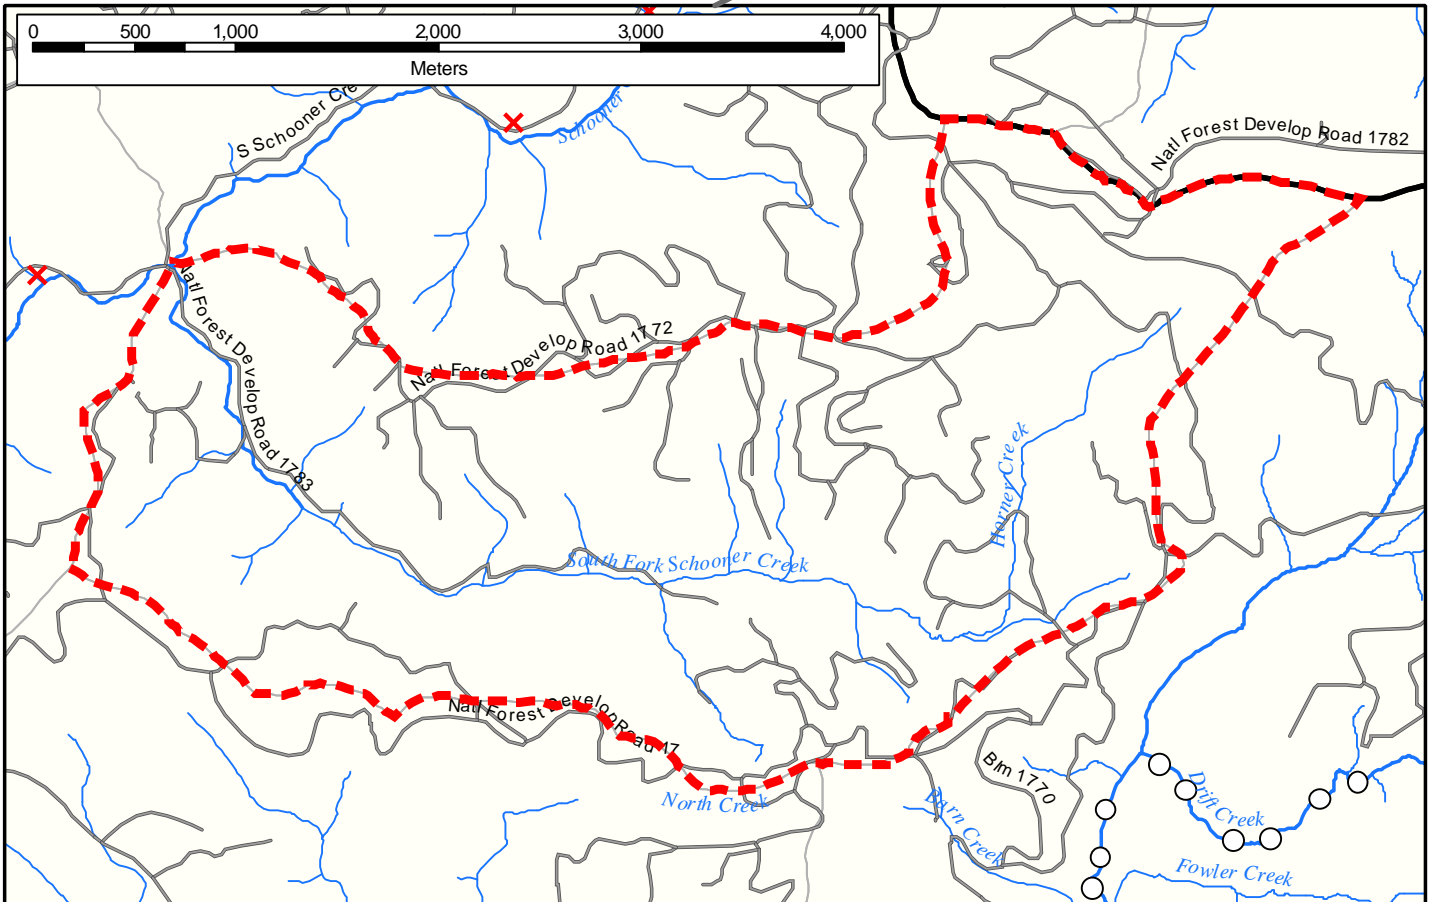 0 500 1,000 2,000 3,000 4,000
Meters
S Schooner Cre
Schooner
Natl Forest Develop Road 1782
Natl Forest Develop Road 1783
Natl Forest Develop Road 1772
Horner Creek
South Fork Schooner Creek
Natl Forest Develop Road 17
North Creek
Blm 1770
Barn Creek
Drift Creek
Fowler Creek